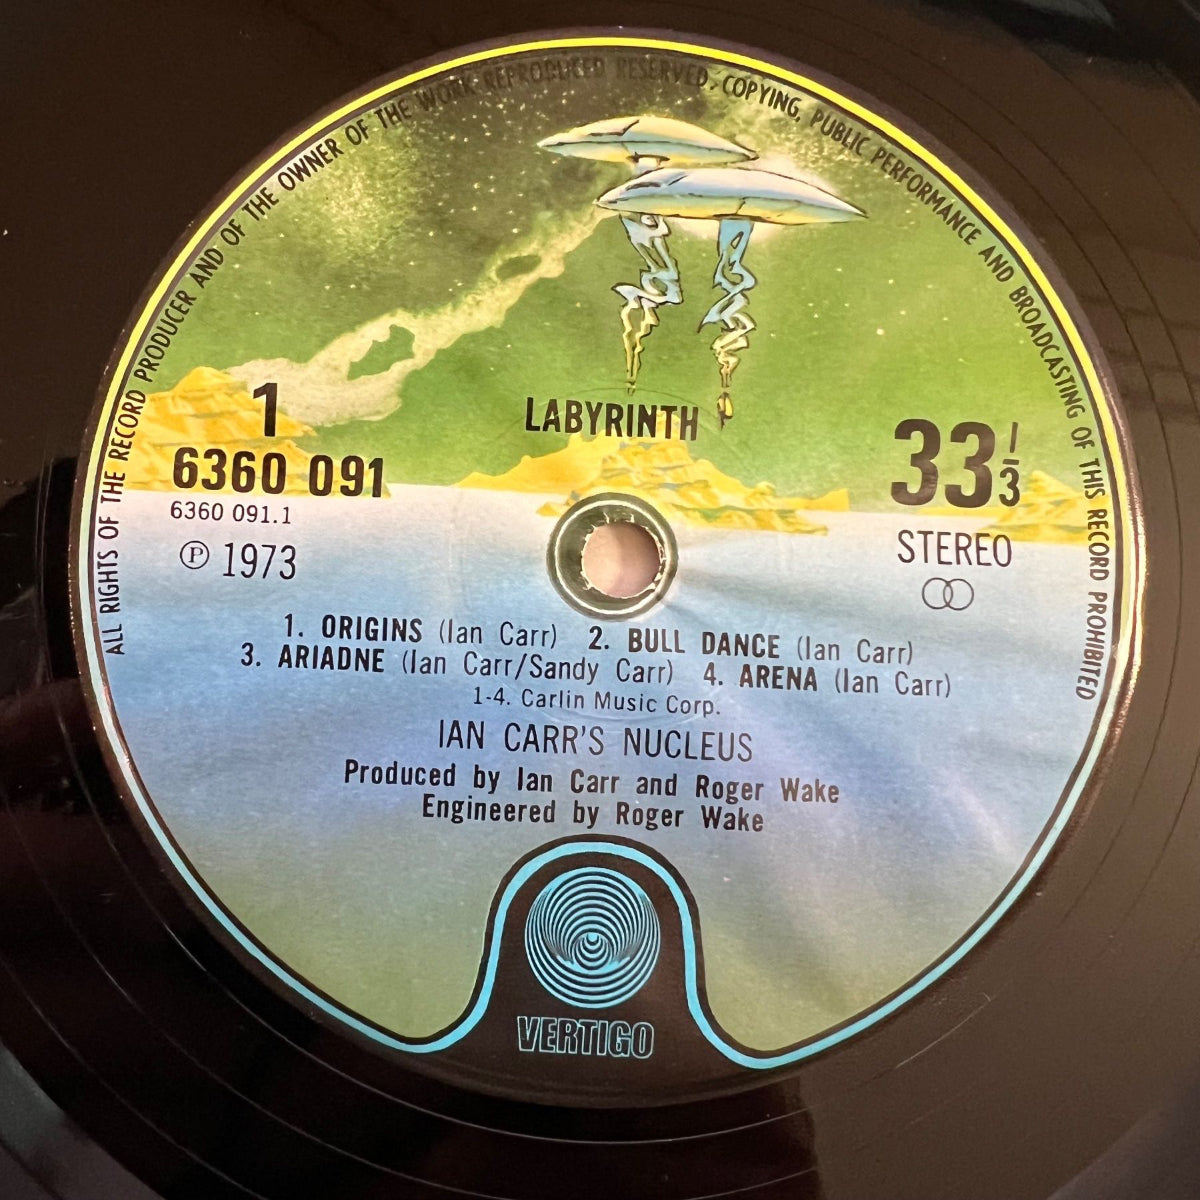 ALL RIGHTS OF THE RECORD PRODUCER AND OF THE OWNER OF THE WORK REPRODUCED RESERVED, COPYING, PUBLIC PERFORMANCE AND BROADCASTING OF THIS RECORD PROHIBITED
LABYRINTH
1
6360 091
6360 091.1
℗ 1973
33 1/3
STEREO
1. ORIGINS (Ian Carr) 2. BULL DANCE (Ian Carr)
3. ARIADNE (Ian Carr/Sandy Carr) 4. ARENA (Ian Carr)
1-4. Carlin Music Corp.
IAN CARR'S NUCLEUS
Produced by Ian Carr and Roger Wake
Engineered by Roger Wake
VERTIGO